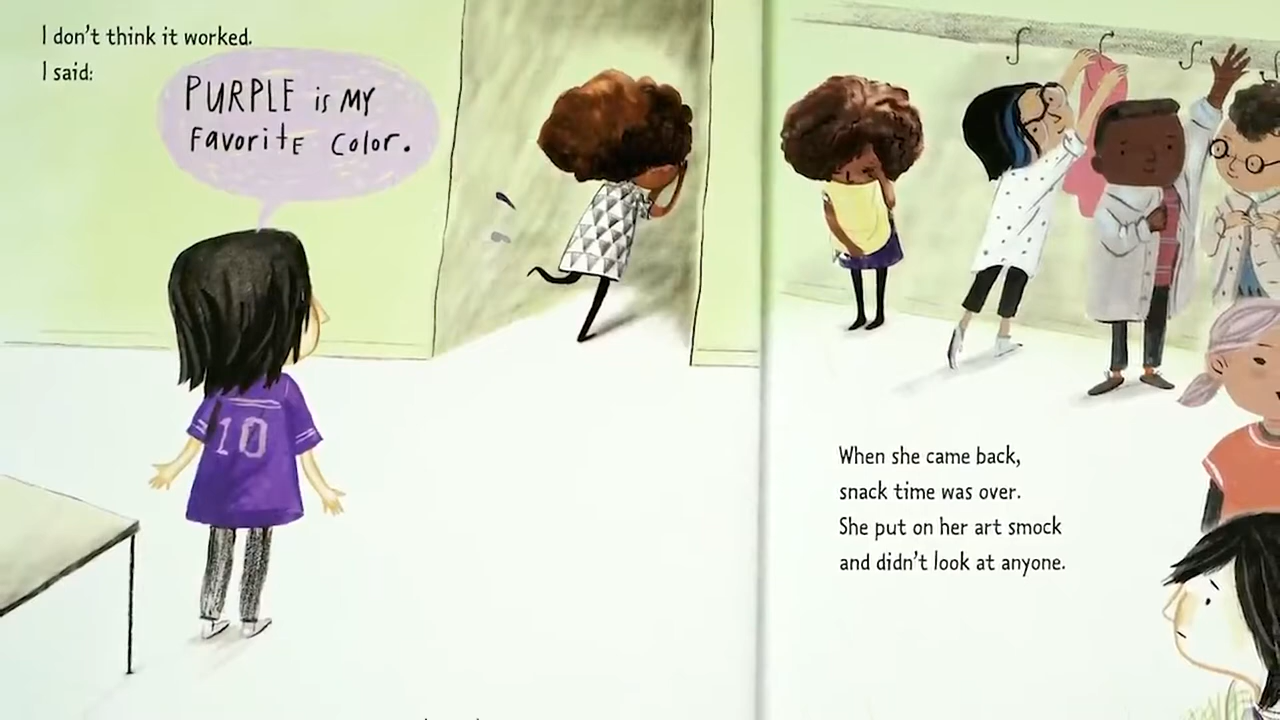 I don't think it worked.
I said:
PURPLE is MY
Favorite Color.
10
When she came back,
snack time was over.
She put on her art smock
and didn't look at anyone.